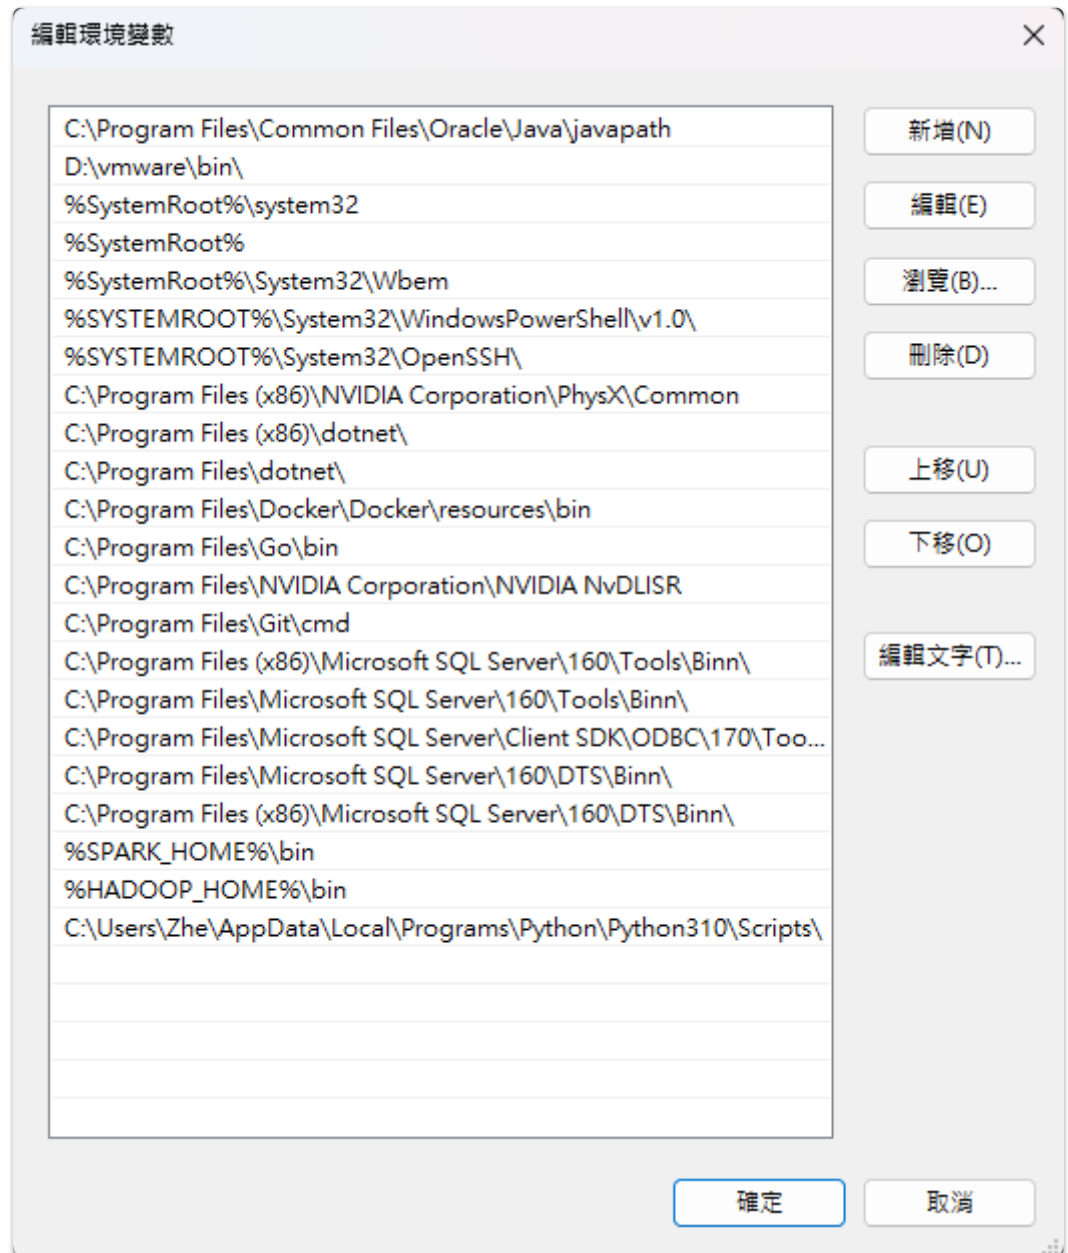 編輯環境變數
C:\Program Files\Common Files\Oracle\Java\javapath
D:\vmware\bin\
%SystemRoot%\system32
%SystemRoot%
%SystemRoot%\System32\Wbem
%SYSTEMROOT%\System32\WindowsPowerShell\v1.0\
%SYSTEMROOT%\System32\OpenSSH\
C:\Program Files (x86)\NVIDIA Corporation\PhysX\Common
C:\Program Files (x86)\dotnet\
C:\Program Files\dotnet\
C:\Program Files\Docker\Docker\resources\bin
C:\Program Files\Go\bin
C:\Program Files\NVIDIA Corporation\NVIDIA NvDLISR
C:\Program Files\Git\cmd
C:\Program Files (x86)\Microsoft SQL Server\160\Tools\Binn\
C:\Program Files\Microsoft SQL Server\160\Tools\Binn\
C:\Program Files\Microsoft SQL Server\Client SDK\ODBC\170\Too...
C:\Program Files\Microsoft SQL Server\160\DTS\Binn\
C:\Program Files (x86)\Microsoft SQL Server\160\DTS\Binn\
%SPARK_HOME%\bin
%HADOOP_HOME%\bin
C:\Users\Zhe\AppData\Local\Programs\Python\Python310\Scripts\
新增(N)
編輯(E)
瀏覽(B)...
刪除(D)
上移(U)
下移(O)
編輯文字(T)...
確定
取消